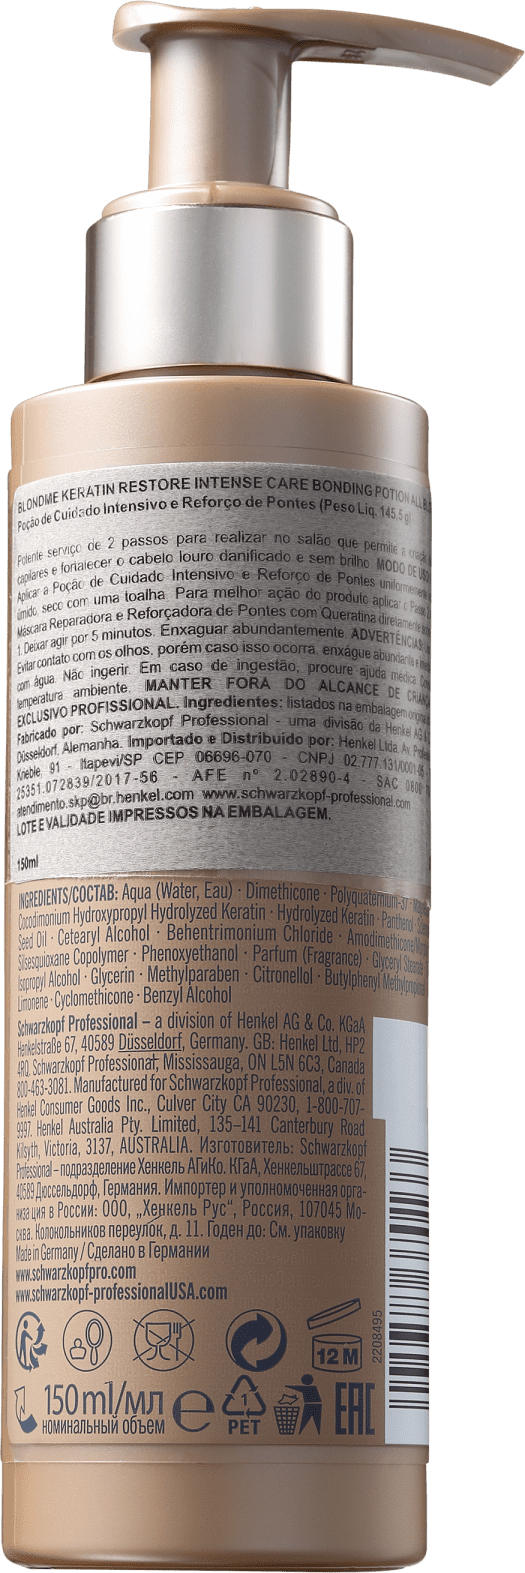 BLONDME KERATIN RESTORE INTENSE CARE BONDING POTION ALL
Poção de Cuidado Intensivo e Reforço de Pontes (Peso Liq. 145,5 g)
Potente serviço de 2 passos para realizar no salão que permite a
capilares e fortalecer o cabelo louro danificado e sem brilho MODO DE USO
Aplicar a Poção de Cuidado Intensivo e Reforço de Pontes uniformemente
úmido, seco com uma toalha. Para melhor ação do produto aplicar o
Máscara Reparadora e Reforçadora de Pontes com Queratina diretamente
1. Deixar agir por 5 minutos. Enxaguar abundantemente. ADVERTÊNCIAS:
Evitar contato com os olhos, porém caso isso ocorra, enxágue abundante
com água. Não ingerir. Em caso de ingestão, procure ajuda médica.
temperatura ambiente. MANTER FORA DO ALCANCE DE
EXCLUSIVO PROFISSIONAL. Ingredientes: listados na embalagem original.
Fabricado por: Schwarzkopf Professional - uma divisão da Henkel AG &
Düsseldorf, Alemanha. Importado e Distribuido por: Henkel Ltda. Av.
Kniebie, 91 - Itapevi/SP CEP 06696-070 - CNPJ 02.777.131/0001-
25351.072839/2017-56 - AFE nº 2.02890-4 - SAC 0800
atendimento.skp@br.henkel.com www.schwarzkopf-professional.com
LOTE E VALIDADE IMPRESSOS NA EMBALAGEM.
150ml
INGREDIENTS/СОСТАВ: Aqua (Water, Eau) · Dimethicone · Polyquaternium-37 ·
Cocodimonium Hydroxypropyl Hydrolyzed Keratin · Hydrolyzed Keratin · Panthenol ·
Seed Oil · Cetearyl Alcohol · Behentrimonium Chloride · Amodimethicone/
Silsesquioxane Copolymer · Phenoxyethanol · Parfum (Fragrance) · Glyceryl Stearate
Isopropyl Alcohol · Glycerin · Methylparaben · Citronellol · Butylphenyl Methylpropional
Limonene · Cyclomethicone · Benzyl Alcohol
Schwarzkopf Professional – a division of Henkel AG & Co. KGaA
Henkelstraße 67, 40589 Düsseldorf, Germany. GB: Henkel Ltd, HP2
4RQ. Schwarzkopf Professional, Mississauga, ON L5N 6C3, Canada
800-463-3081. Manufactured for Schwarzkopf Professional, a div. of
Henkel Consumer Goods Inc., Culver City CA 90230, 1-800-707-
9997. Henkel Australia Pty. Limited, 135–141 Canterbury Road
Kilsyth, Victoria, 3137, AUSTRALIA. Изготовитель: Schwarzkopf
Professional – подразделение Хенкель АГиКо. КГаА, Хенкельштрассе 67,
40589 Дюссельдорф, Германия. Импортер и уполномоченная орга-
низация в России: ООО „Хенкель Рус", Россия, 107045 Мо-
сква. Колокольников переулок, д. 11. Годен до: См. упаковку
Made in Germany / Сделано в Германии
www.schwarzkopfpro.com
www.schwarzkopf-professionalUSA.com
12 M
2208495
150 ml/мл
номинальный объем
e
1
PET
EAC